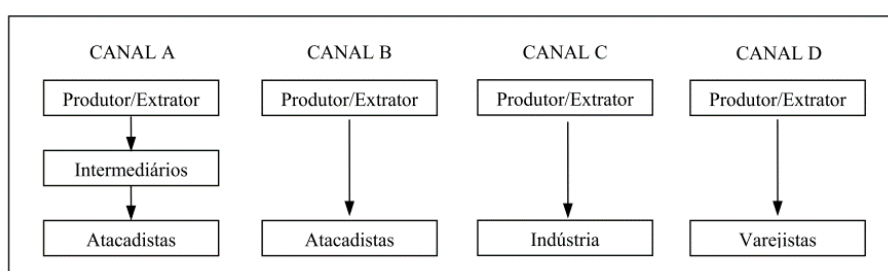 CANAL A
CANAL B
CANAL C
CANAL D
Produtor/Extrator
Produtor/Extrator
Produtor/Extrator
Produtor/Extrator
Intermediários
Atacadistas
Atacadistas
Indústria
Varejistas